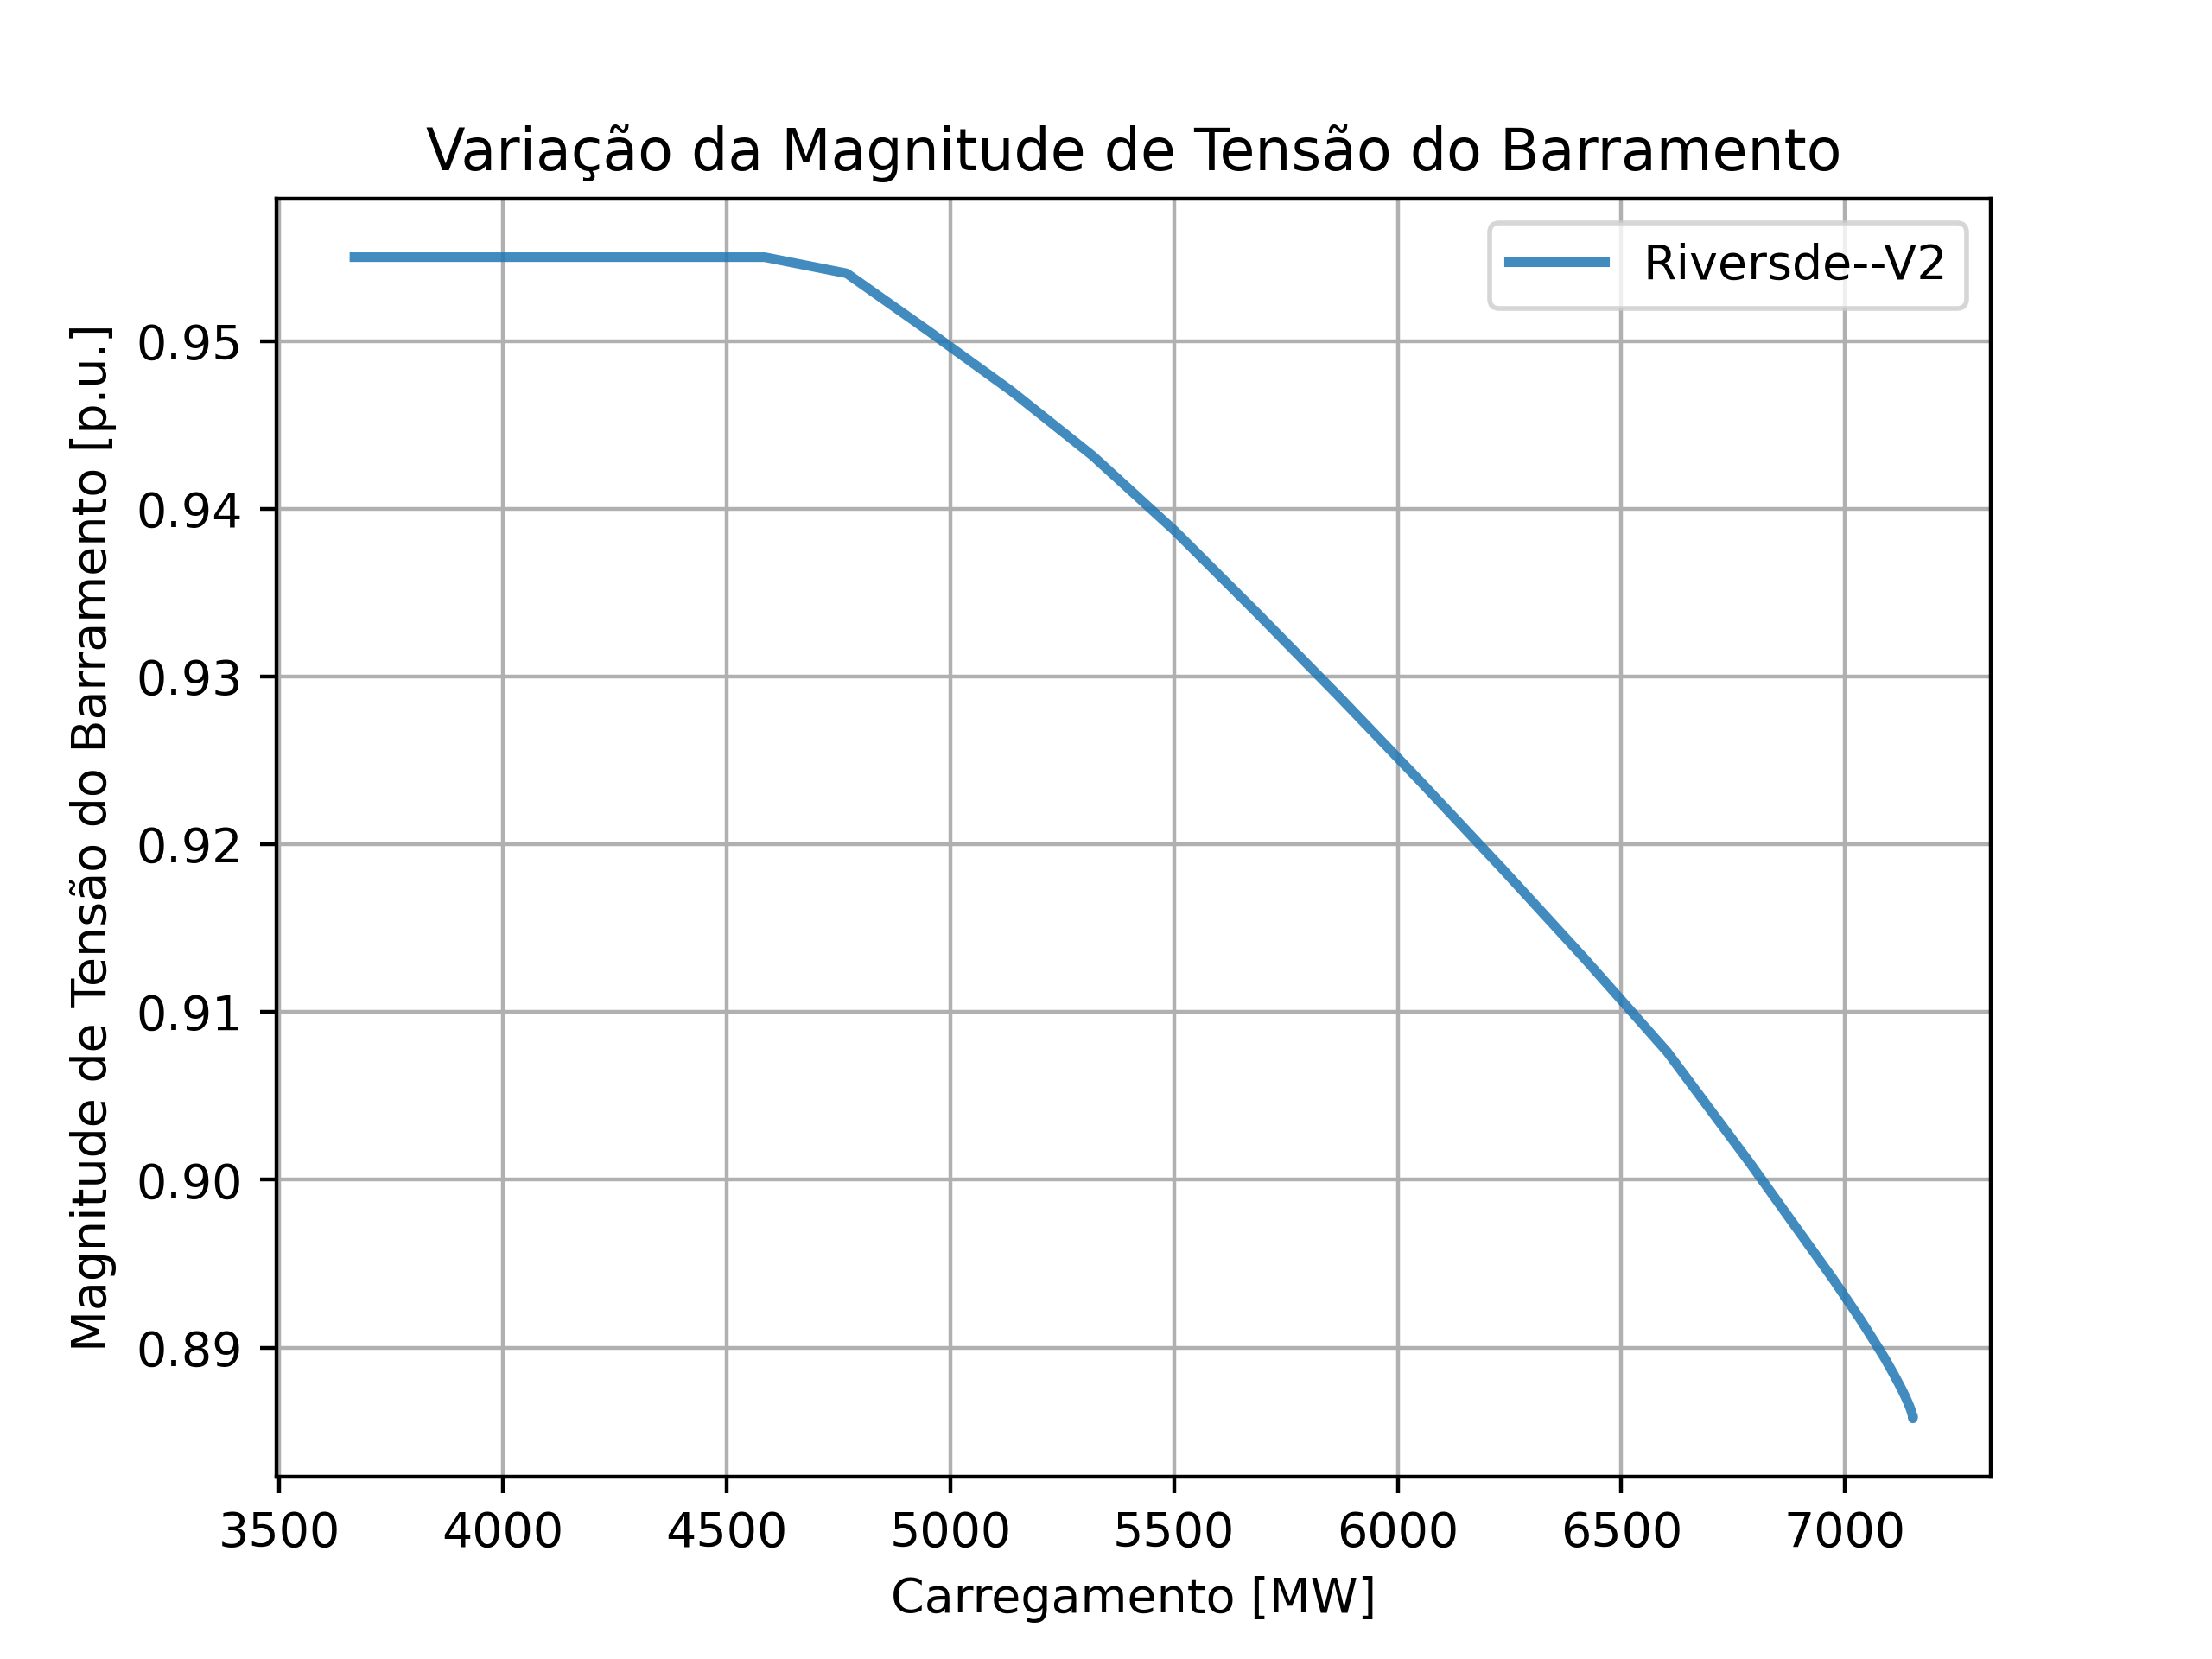 Variação da Magnitude de Tensão do Barramento
Riversde--V2
Magnitude de Tensão do Barramento [p.u.]
0.95
0.94
0.93
0.92
0.91
0.90
0.89
3500 4000 4500 5000 5500 6000 6500 7000
Carregamento [MW]